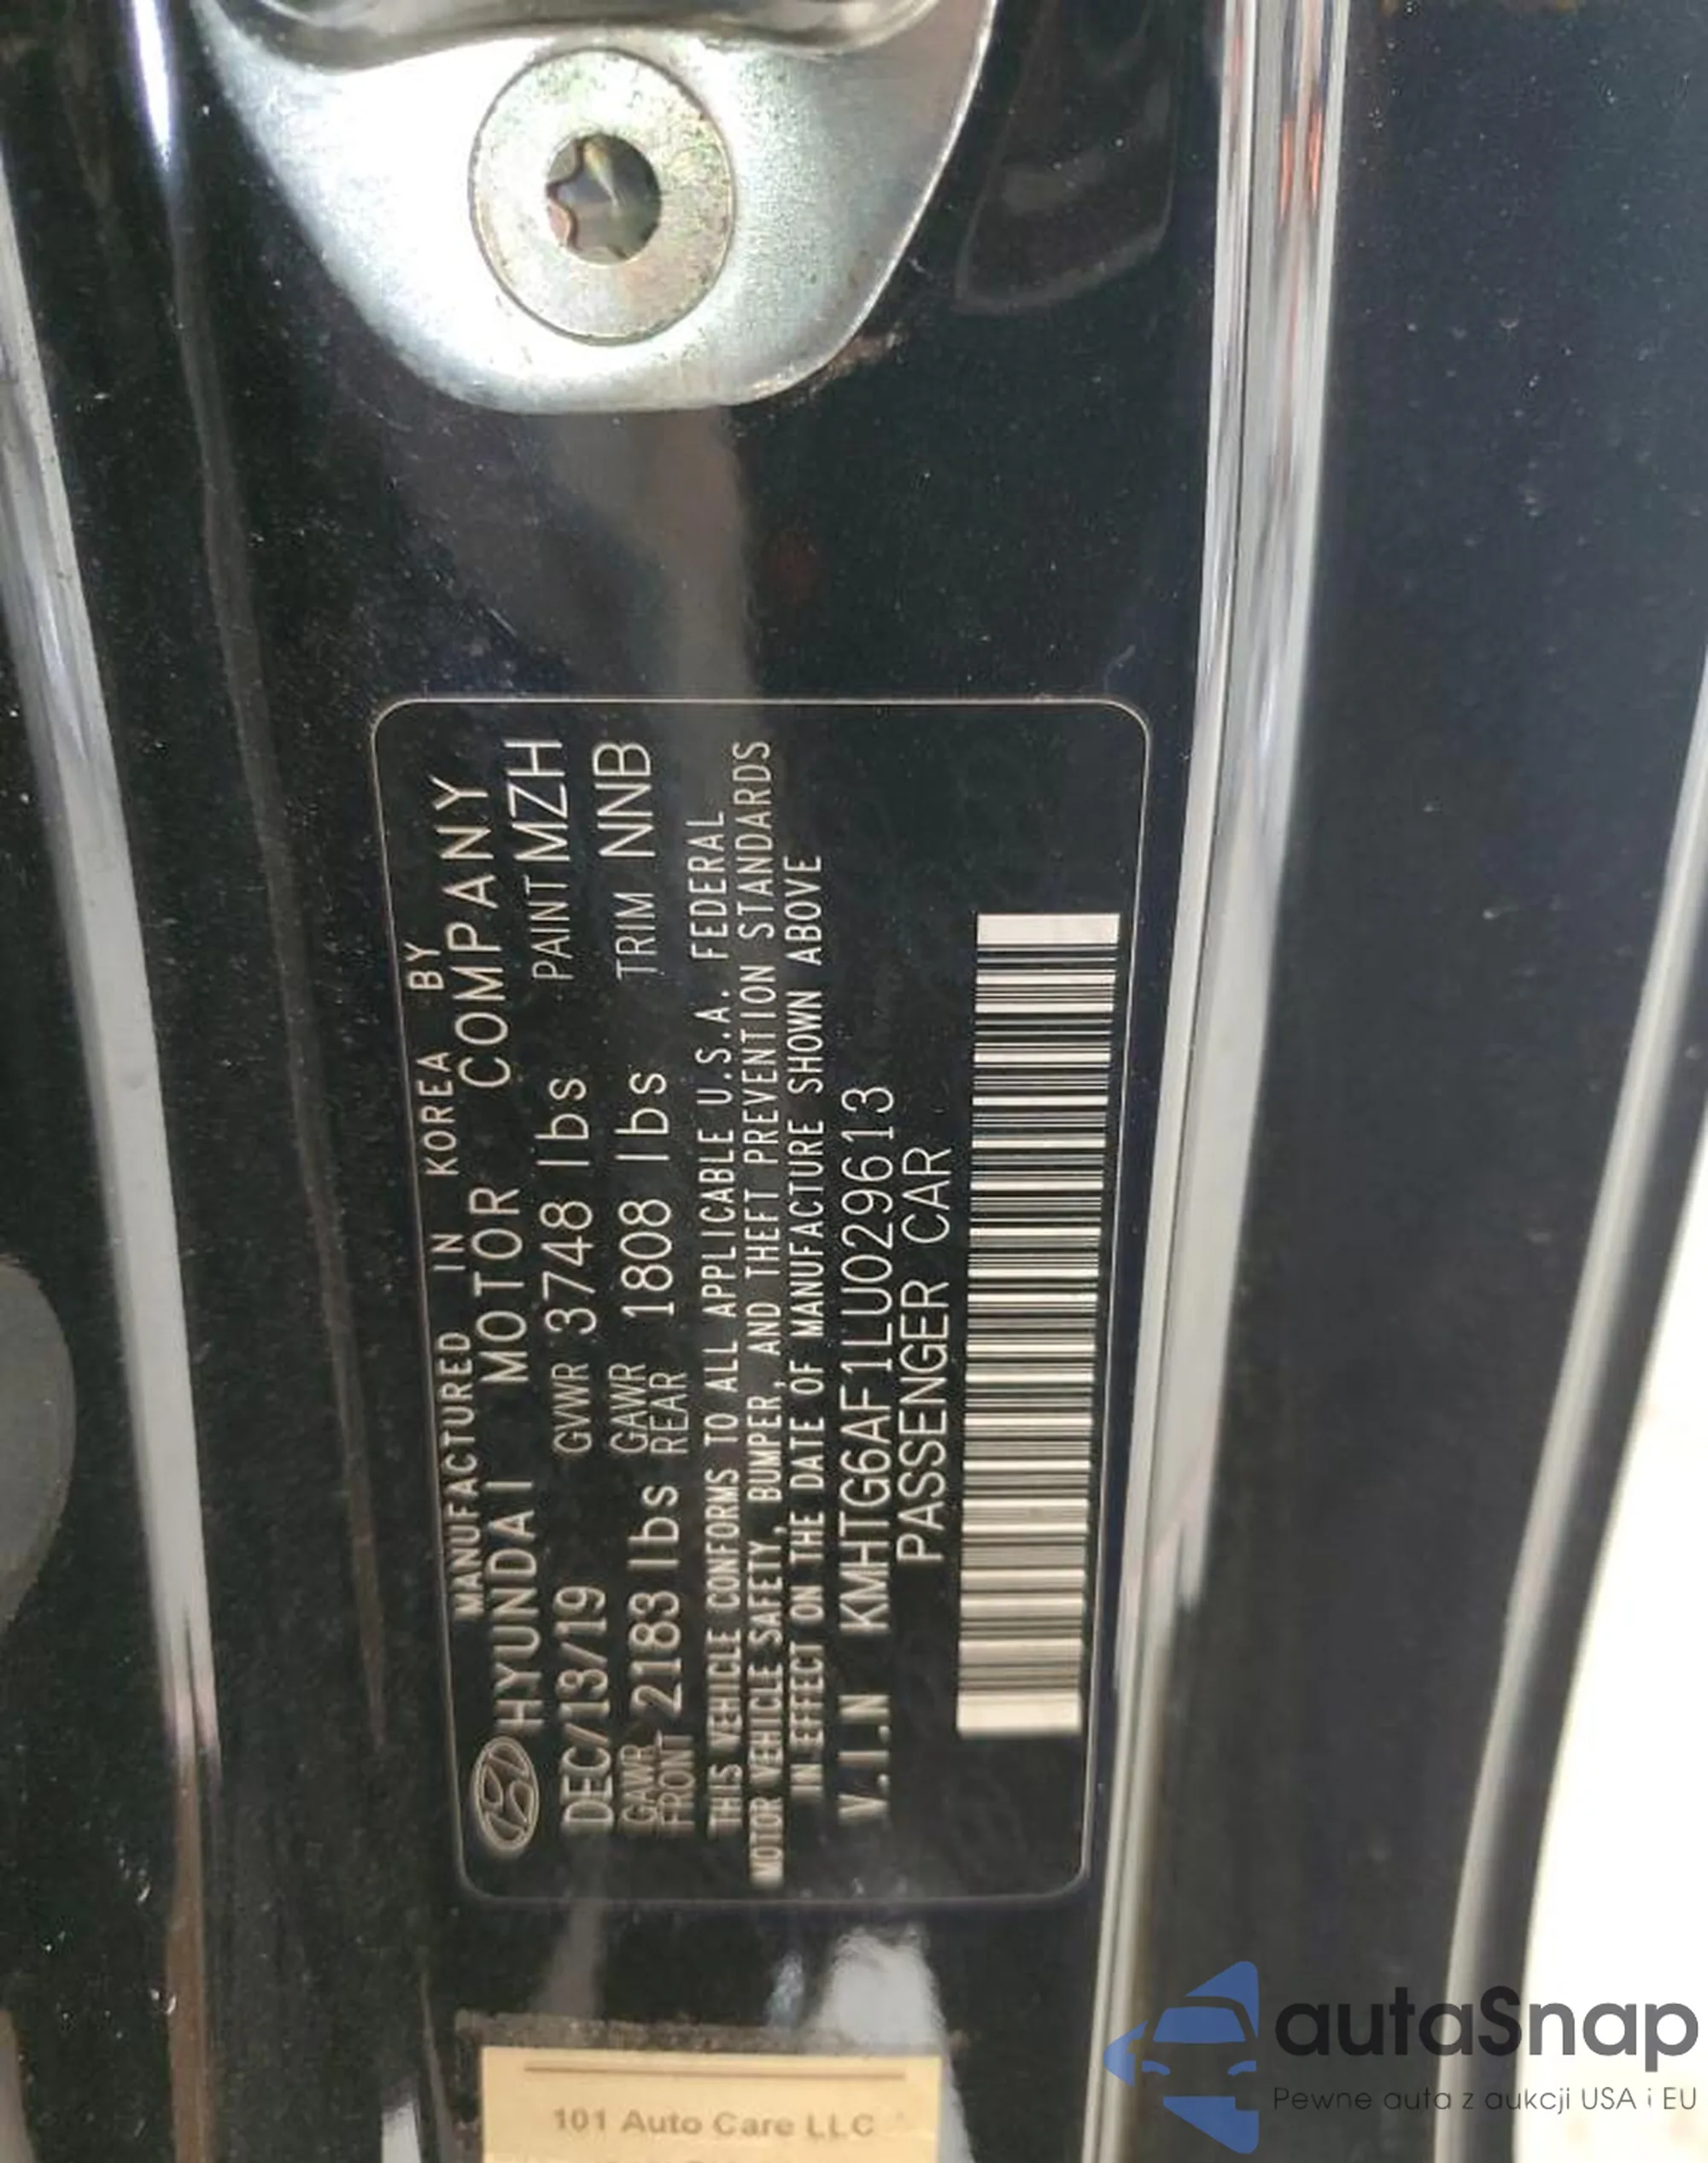 MANUFACTURED IN KOREA BY
HYUNDAI MOTOR COMPANY
DEC/13/19 GVWR 3748 lbs PAINT MZH
GAWR FRONT 2183 lbs GAWR REAR 1808 lbs TRIM NNB
THIS VEHICLE CONFORMS TO ALL APPLICABLE U.S.A. FEDERAL
MOTOR VEHICLE SAFETY, BUMPER, AND THEFT PREVENTION STANDARDS
IN EFFECT ON THE DATE OF MANUFACTURE SHOWN ABOVE
V.I.N KMHTG6AF1LU029613
PASSENGER CAR
101 Auto Care LLC
autaSnap
Pewne auta z aukcji USA i EU